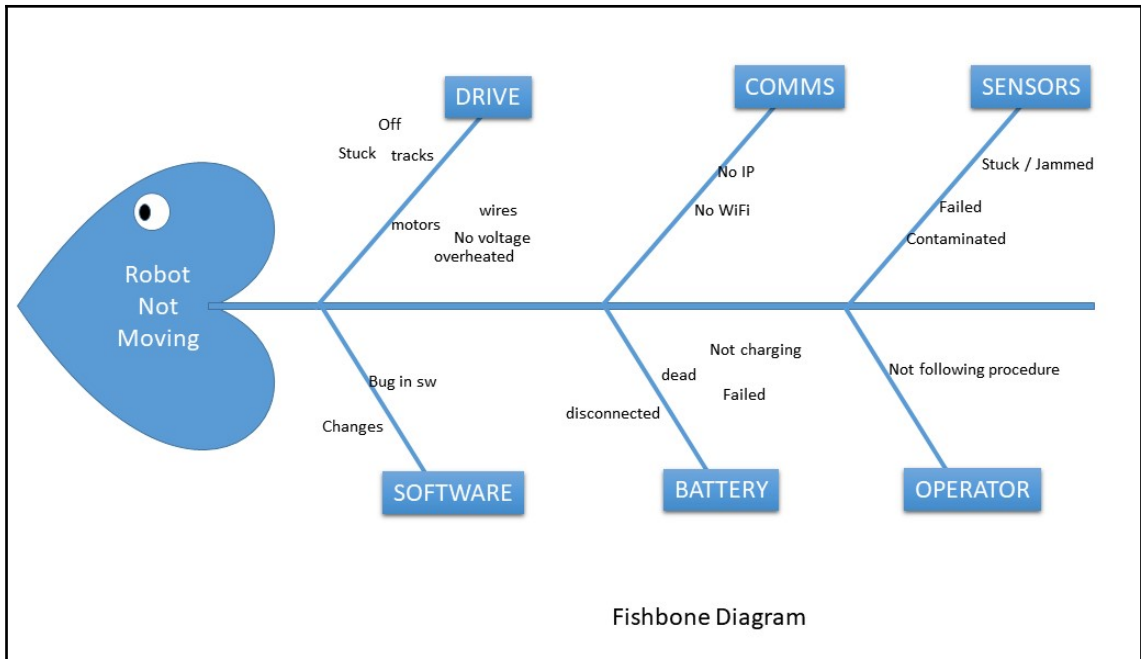 DRIVE
COMMS
SENSORS
Off
Stuck
tracks
motors
wires
No voltage
overheated
No IP
No WiFi
Stuck / Jammed
Failed
Contaminated
Robot
Not
Moving
Bug in sw
Changes
Not charging
dead
Failed
disconnected
Not following procedure
SOFTWARE
BATTERY
OPERATOR
Fishbone Diagram